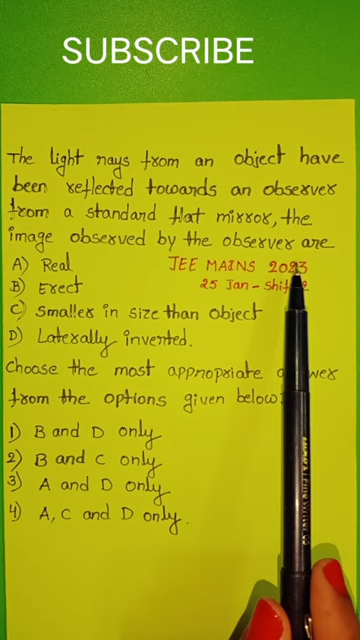 SUBSCRIBE
The light rays from an object have
been reflected towards an observer
from a standard flat mirror, the
image observed by the observer are
A) Real
JEE MAINS 2023
B) Erect
25 Jan - Shift 2
C) Smaller in size than object
D) Laterally inverted.
Choose the most appropriate answer
from the options given below:
1) B and D only
2) B and C only
3) A and D only
4) A, C and D only.